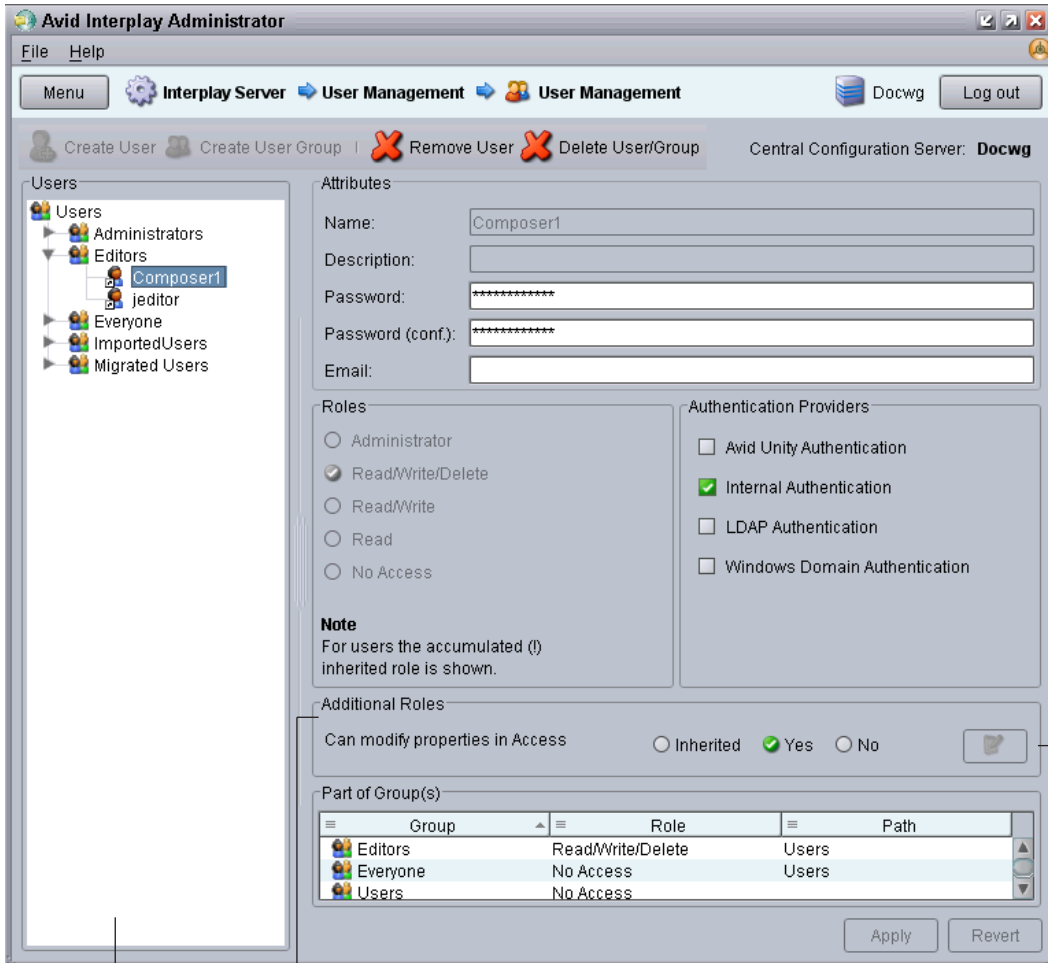 Avid Interplay Administrator
File Help
Menu Interplay Server User Management User Management Docwg Log out
Create User Create User Group Remove User Delete User/Group Central Configuration Server: Docwg
Users
Users
Administrators
Editors
Composer1
jeditor
Everyone
ImportedUsers
Migrated Users
Attributes
Name: Composer1
Description:
Password: ************
Password (conf.): ************
Email:
Roles
Administrator
Read/Write/Delete
Read/Write
Read
No Access
Note
For users the accumulated (!)
inherited role is shown.
Authentication Providers
Avid Unity Authentication
Internal Authentication
LDAP Authentication
Windows Domain Authentication
Additional Roles
Can modify properties in Access Inherited Yes No
Part of Group(s)
Group Role Path
Editors Read/Write/Delete Users
Everyone No Access Users
Users No Access
Apply Revert